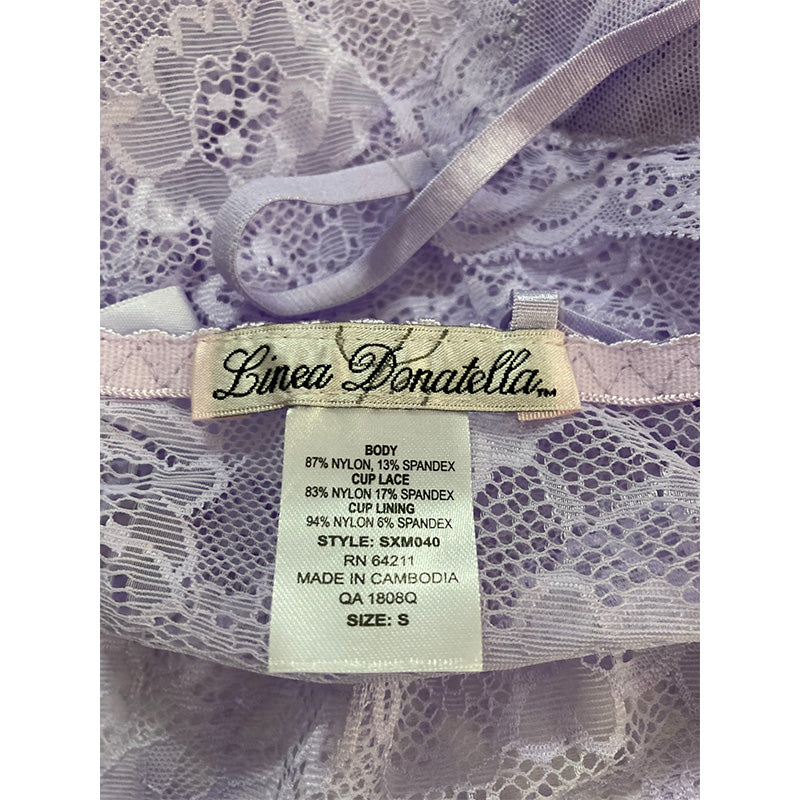 Linea Donatella™
BODY
87% NYLON, 13% SPANDEX
CUP LACE
83% NYLON 17% SPANDEX
CUP LINING
94% NYLON 6% SPANDEX
STYLE: SXM040
RN 64211
MADE IN CAMBODIA
QA 1808Q
SIZE: S